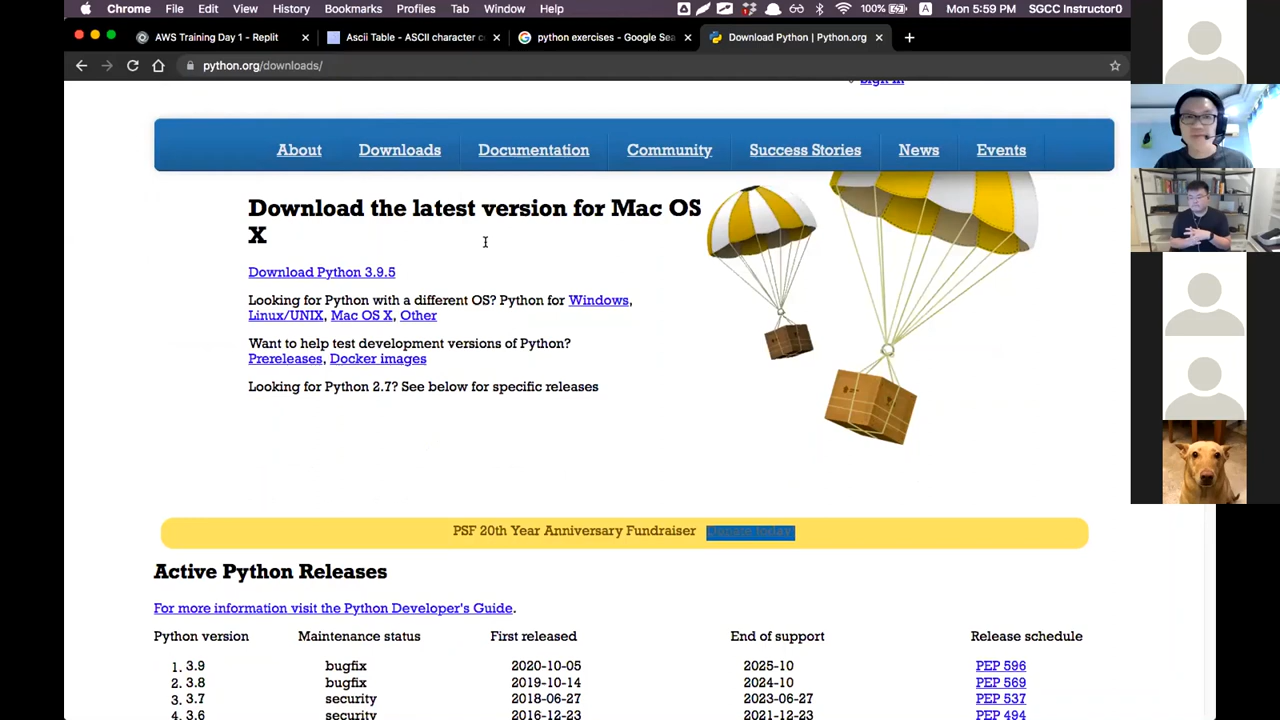 Chrome File Edit View History Bookmarks Profiles Tab Window Help 100% A Mon 5:59 PM SGCC Instructor0
AWS Training Day 1 - Replit Ascii Table - ASCII character co python exercises - Google Sea Download Python | Python.org
python.org/downloads/
Sign In
About Downloads Documentation Community Success Stories News Events
Download the latest version for Mac OS
X
Download Python 3.9.5
Looking for Python with a different OS? Python for Windows,
Linux/UNIX, Mac OS X, Other
Want to help test development versions of Python?
Prereleases, Docker images
Looking for Python 2.7? See below for specific releases
PSF 20th Year Anniversary Fundraiser Donate today!
Active Python Releases
For more information visit the Python Developer's Guide.
Python version Maintenance status First released End of support Release schedule
1. 3.9 bugfix 2020-10-05 2025-10 PEP 596
2. 3.8 bugfix 2019-10-14 2024-10 PEP 569
3. 3.7 security 2018-06-27 2023-06-27 PEP 537
4. 3.6 security 2016-12-23 2021-12-23 PEP 494